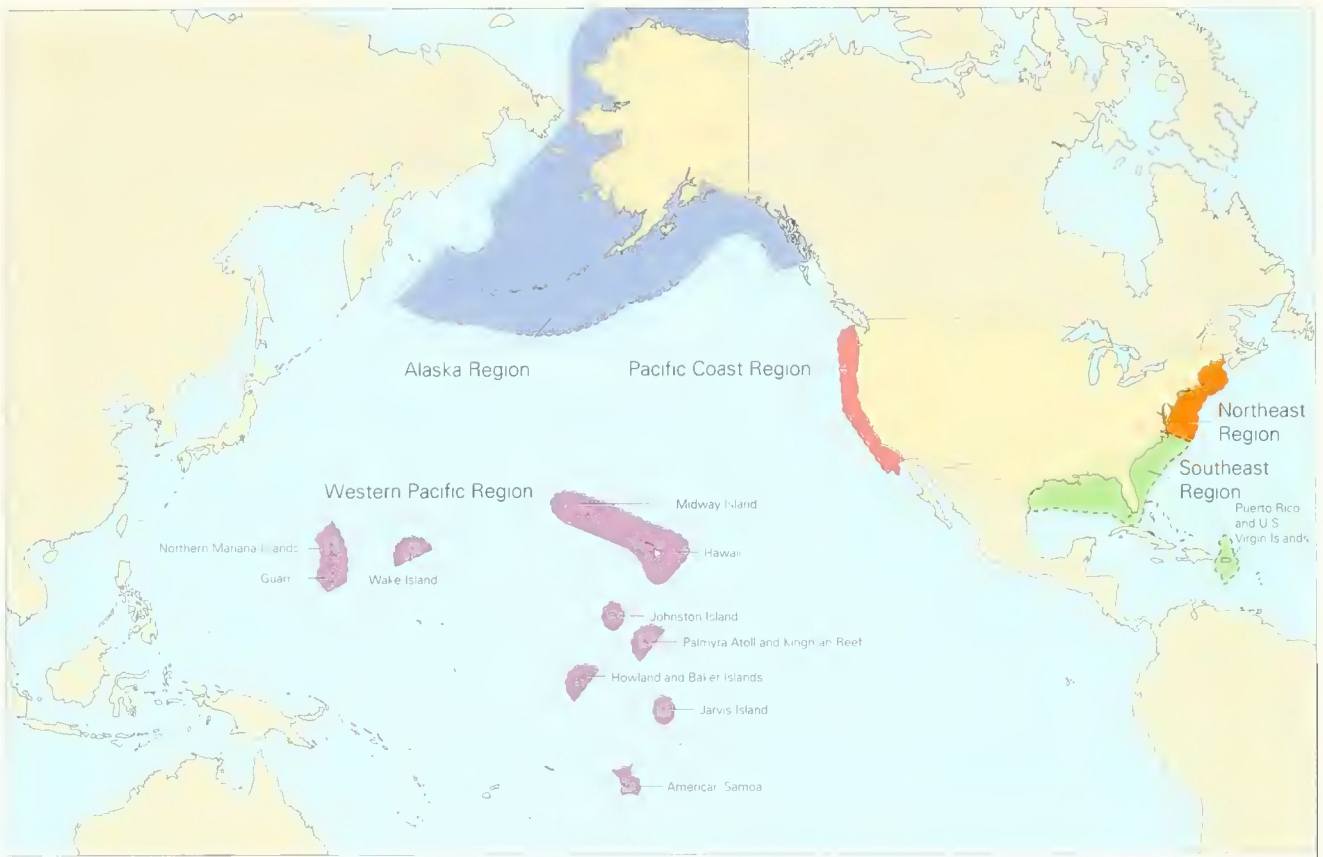 Alaska Region
Pacific Coast Region
Northeast
Region
Southeast
Region
Puerto Rico
and U S
Virgin Islands
Western Pacific Region
Midway Island
Northern Mariana Islands
Hawaii
Guam
Wake Island
Johnston Island
Palmyra Atoll and Kingman Reef
Howland and Baker Islands
Jarvis Island
American Samoa